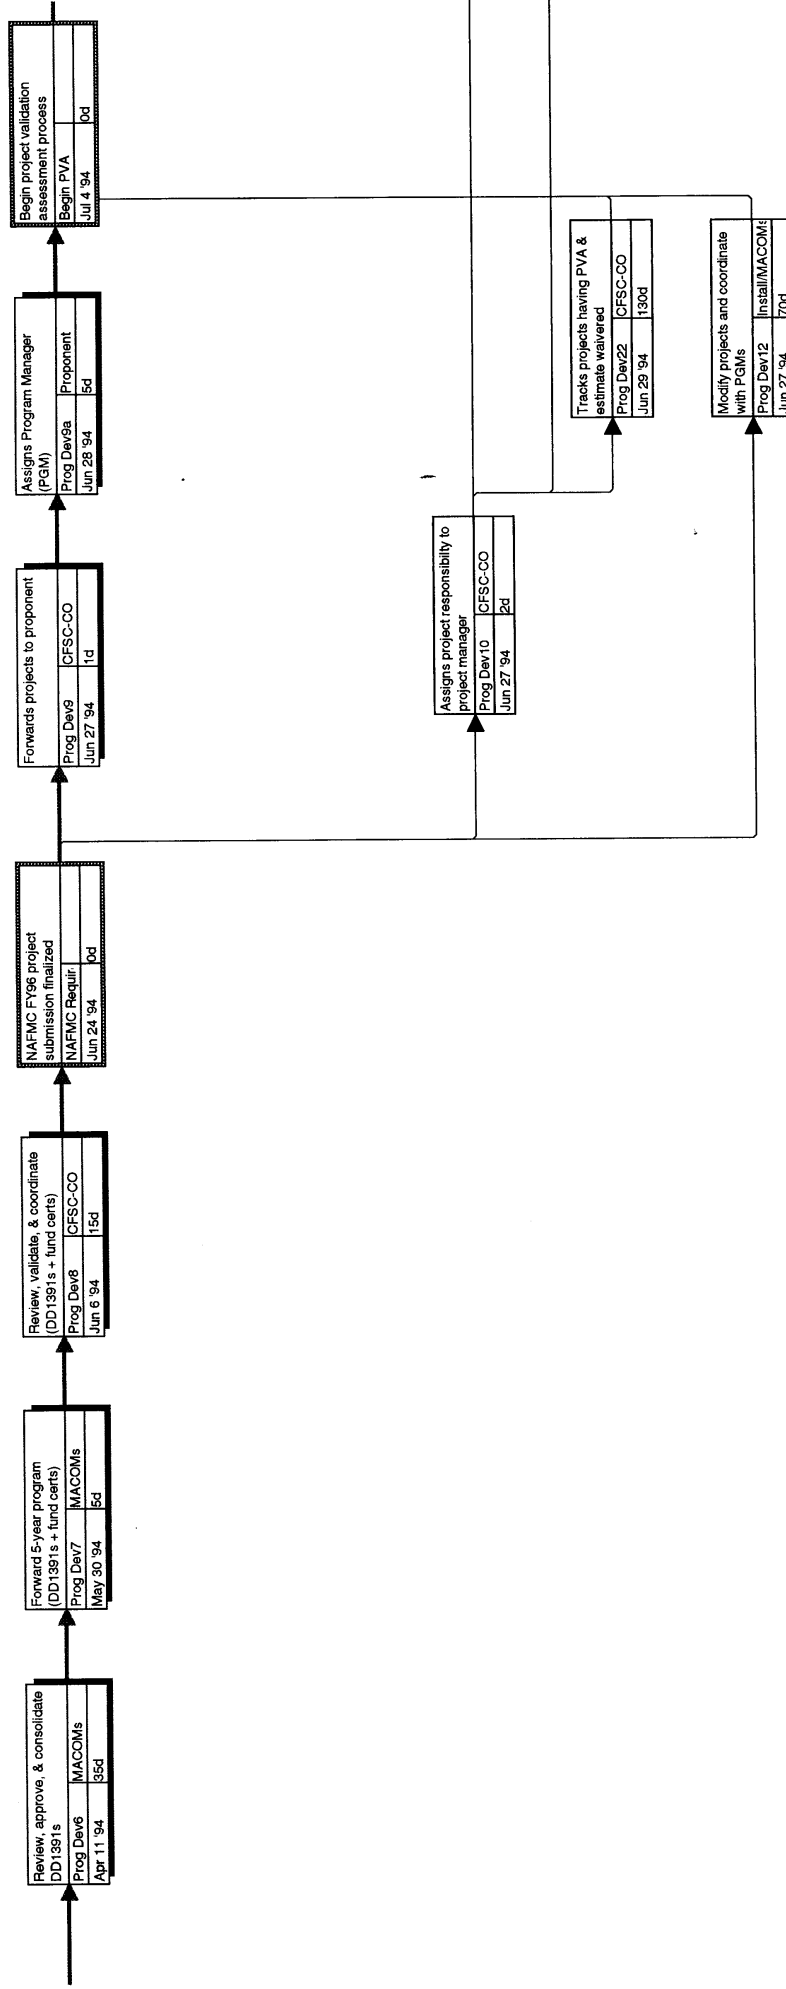 Review, approve, & consolidate
DD1391s
Prog Dev6 MACOMs
Apr 11 '94 35d
Forward 5-year program
(DD1391s + fund certs)
Prog Dev7 MACOMs
May 30 '94 5d
Review, validate, & coordinate
(DD1391s + fund certs)
Prog Dev8 CFSC-CO
Jun 6 '94 15d
NAFMC FY96 project
submission finalized
NAFMC Requir
Jun 24 '94 0d
Forwards projects to proponent
Prog Dev9 CFSC-CO
Jun 27 '94 1d
Assigns Program Manager
(PGM)
Prog Dev9a Proponent
Jun 28 '94 5d
Begin project validation
assessment process
Begin PVA
Jul 4 '94 0d
Assigns project responsibilty to
project manager
Prog Dev10 CFSC-CO
Jun 27 '94 2d
Tracks projects having PVA &
estimate waivered
Prog Dev22 CFSC-CO
Jun 29 '94 130d
Modify projects and coordinate
with PGMs
Prog Dev12 Install/MACOMs
Jun 27 '94 70d